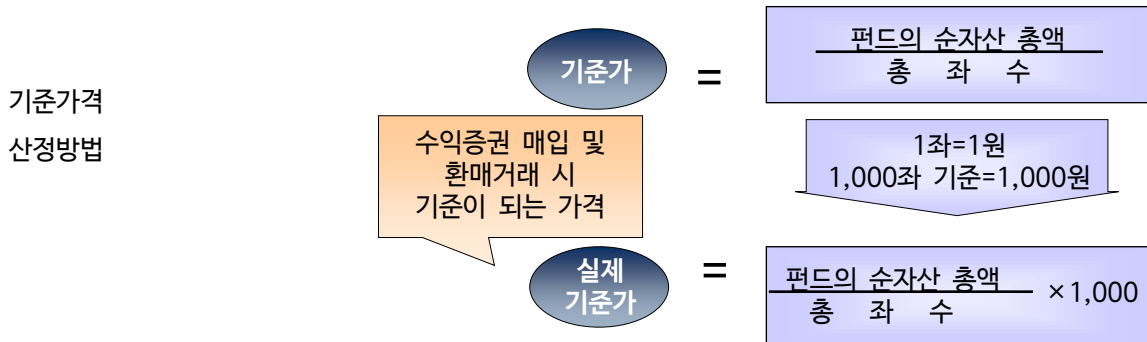 기준가격
산정방법
기준가
=
펀드의 순자산 총액
총 좌 수
수익증권 매입 및
환매거래 시
기준이 되는 가격
1좌=1원
1,000좌 기준=1,000원
실제
기준가
=
펀드의 순자산 총액
총 좌 수
×1,000